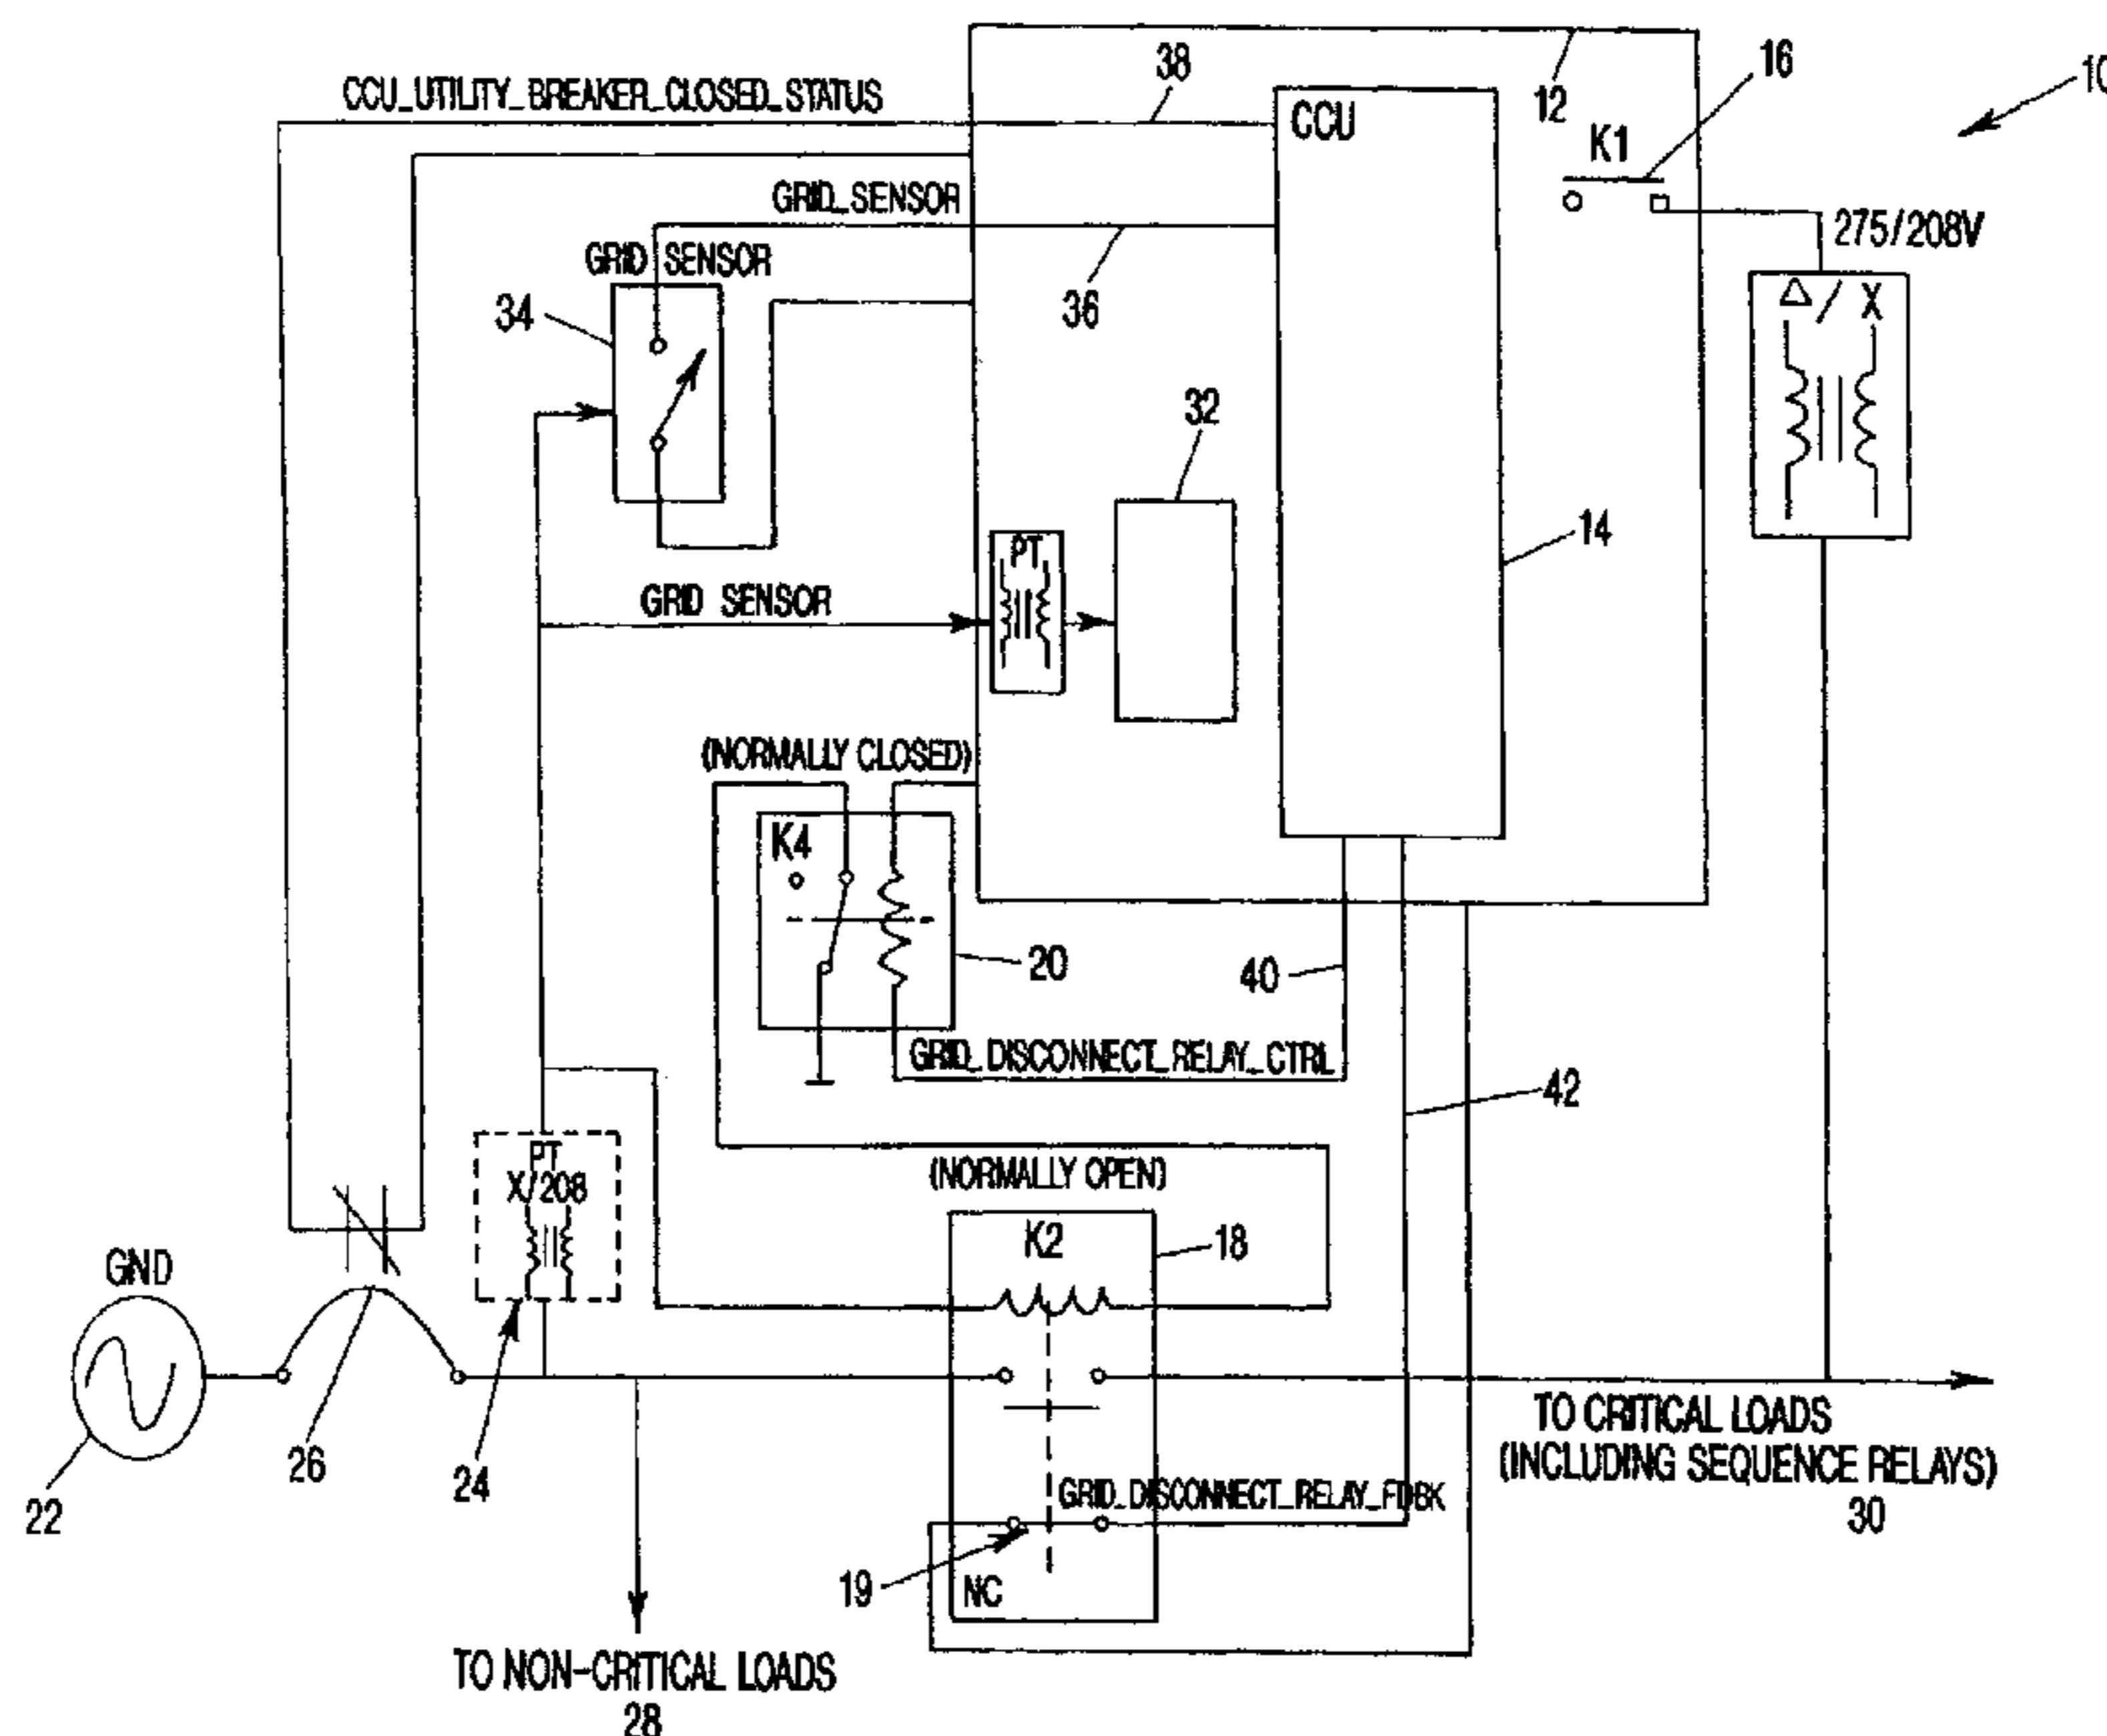 CCU_UTILITY_BREAKER_CLOSED_STATUS
38
12
16
10
CCU
K1
GRID_SENSOR
275/208V
GRID SENSOR
34
36
Δ / X
32
14
PT
GRID SENSOR
(NORMALLY CLOSED)
K4
20
40
GRID_DISCONNECT_RELAY_CTRL
42
PT
X/208
(NORMALLY OPEN)
K2
18
GND
22
26
24
TO CRITICAL LOADS
(INCLUDING SEQUENCE RELAYS)
30
GRID_DISCONNECT_RELAY_FDBK
19
NC
TO NON-CRITICAL LOADS
28